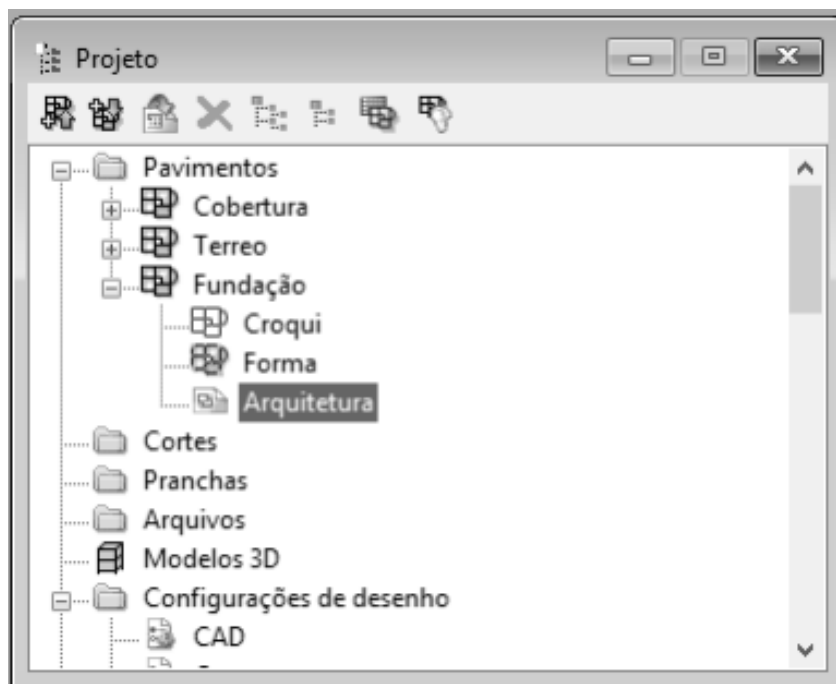 Projeto
Pavimentos
Cobertura
Terreo
Fundação
Croqui
Forma
Arquitetura
Cortes
Pranchas
Arquivos
Modelos 3D
Configurações de desenho
CAD